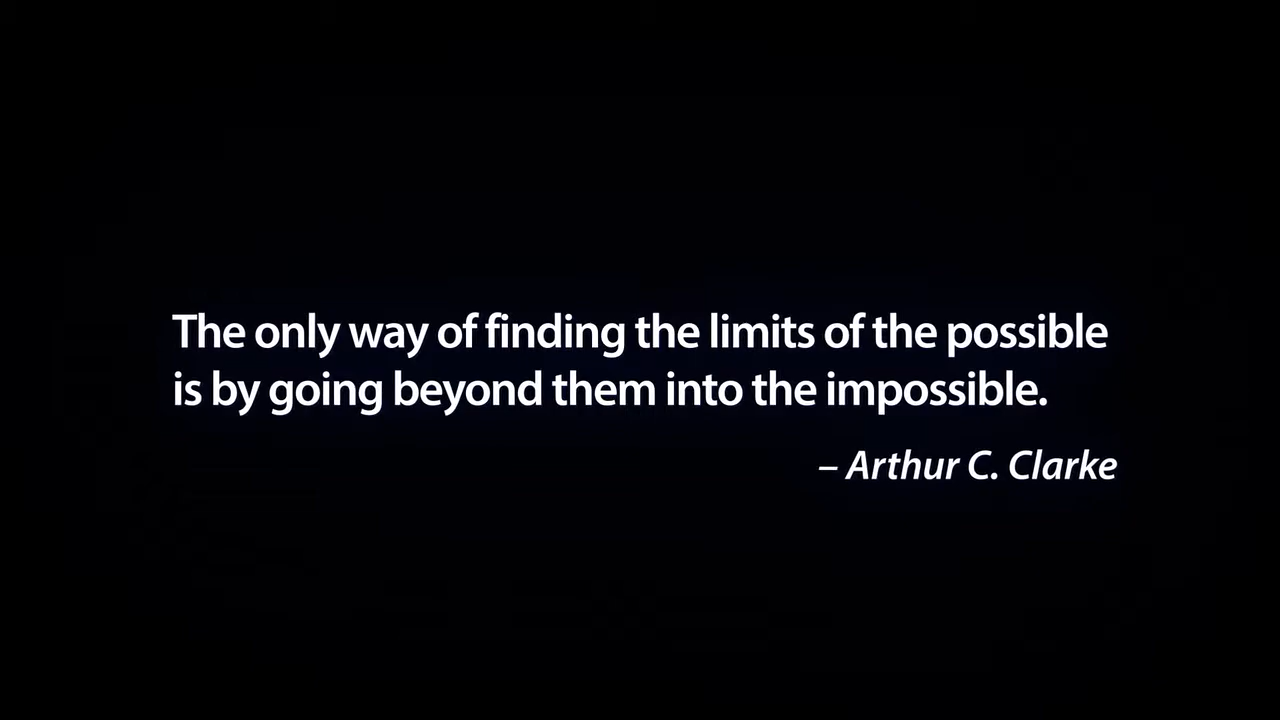 The only way of finding the limits of the possible
is by going beyond them into the impossible.
– Arthur C. Clarke